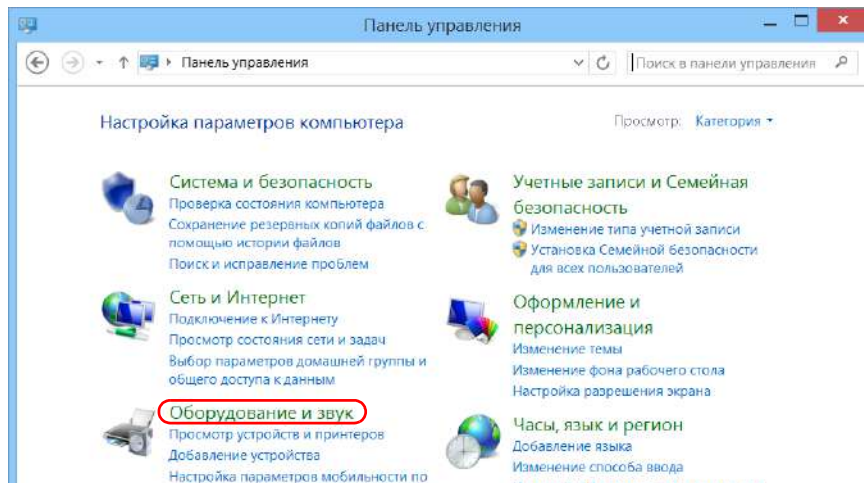 Панель управления
Панель управления
Поиск в панели управления
Настройка параметров компьютера
Просмотр: Категория
Система и безопасность
Проверка состояния компьютера
Сохранение резервных копий файлов с
помощью истории файлов
Поиск и исправление проблем
Сеть и Интернет
Подключение к Интернету
Просмотр состояния сети и задач
Выбор параметров домашней группы и
общего доступа к данным
Оборудование и звук
Просмотр устройств и принтеров
Добавление устройства
Настройка параметров мобильности по
Учетные записи и Семейная
безопасность
Изменение типа учетной записи
Установка Семейной безопасности
для всех пользователей
Оформление и
персонализация
Изменение темы
Изменение фона рабочего стола
Настройка разрешения экрана
Часы, язык и регион
Добавление языка
Изменение способа ввода